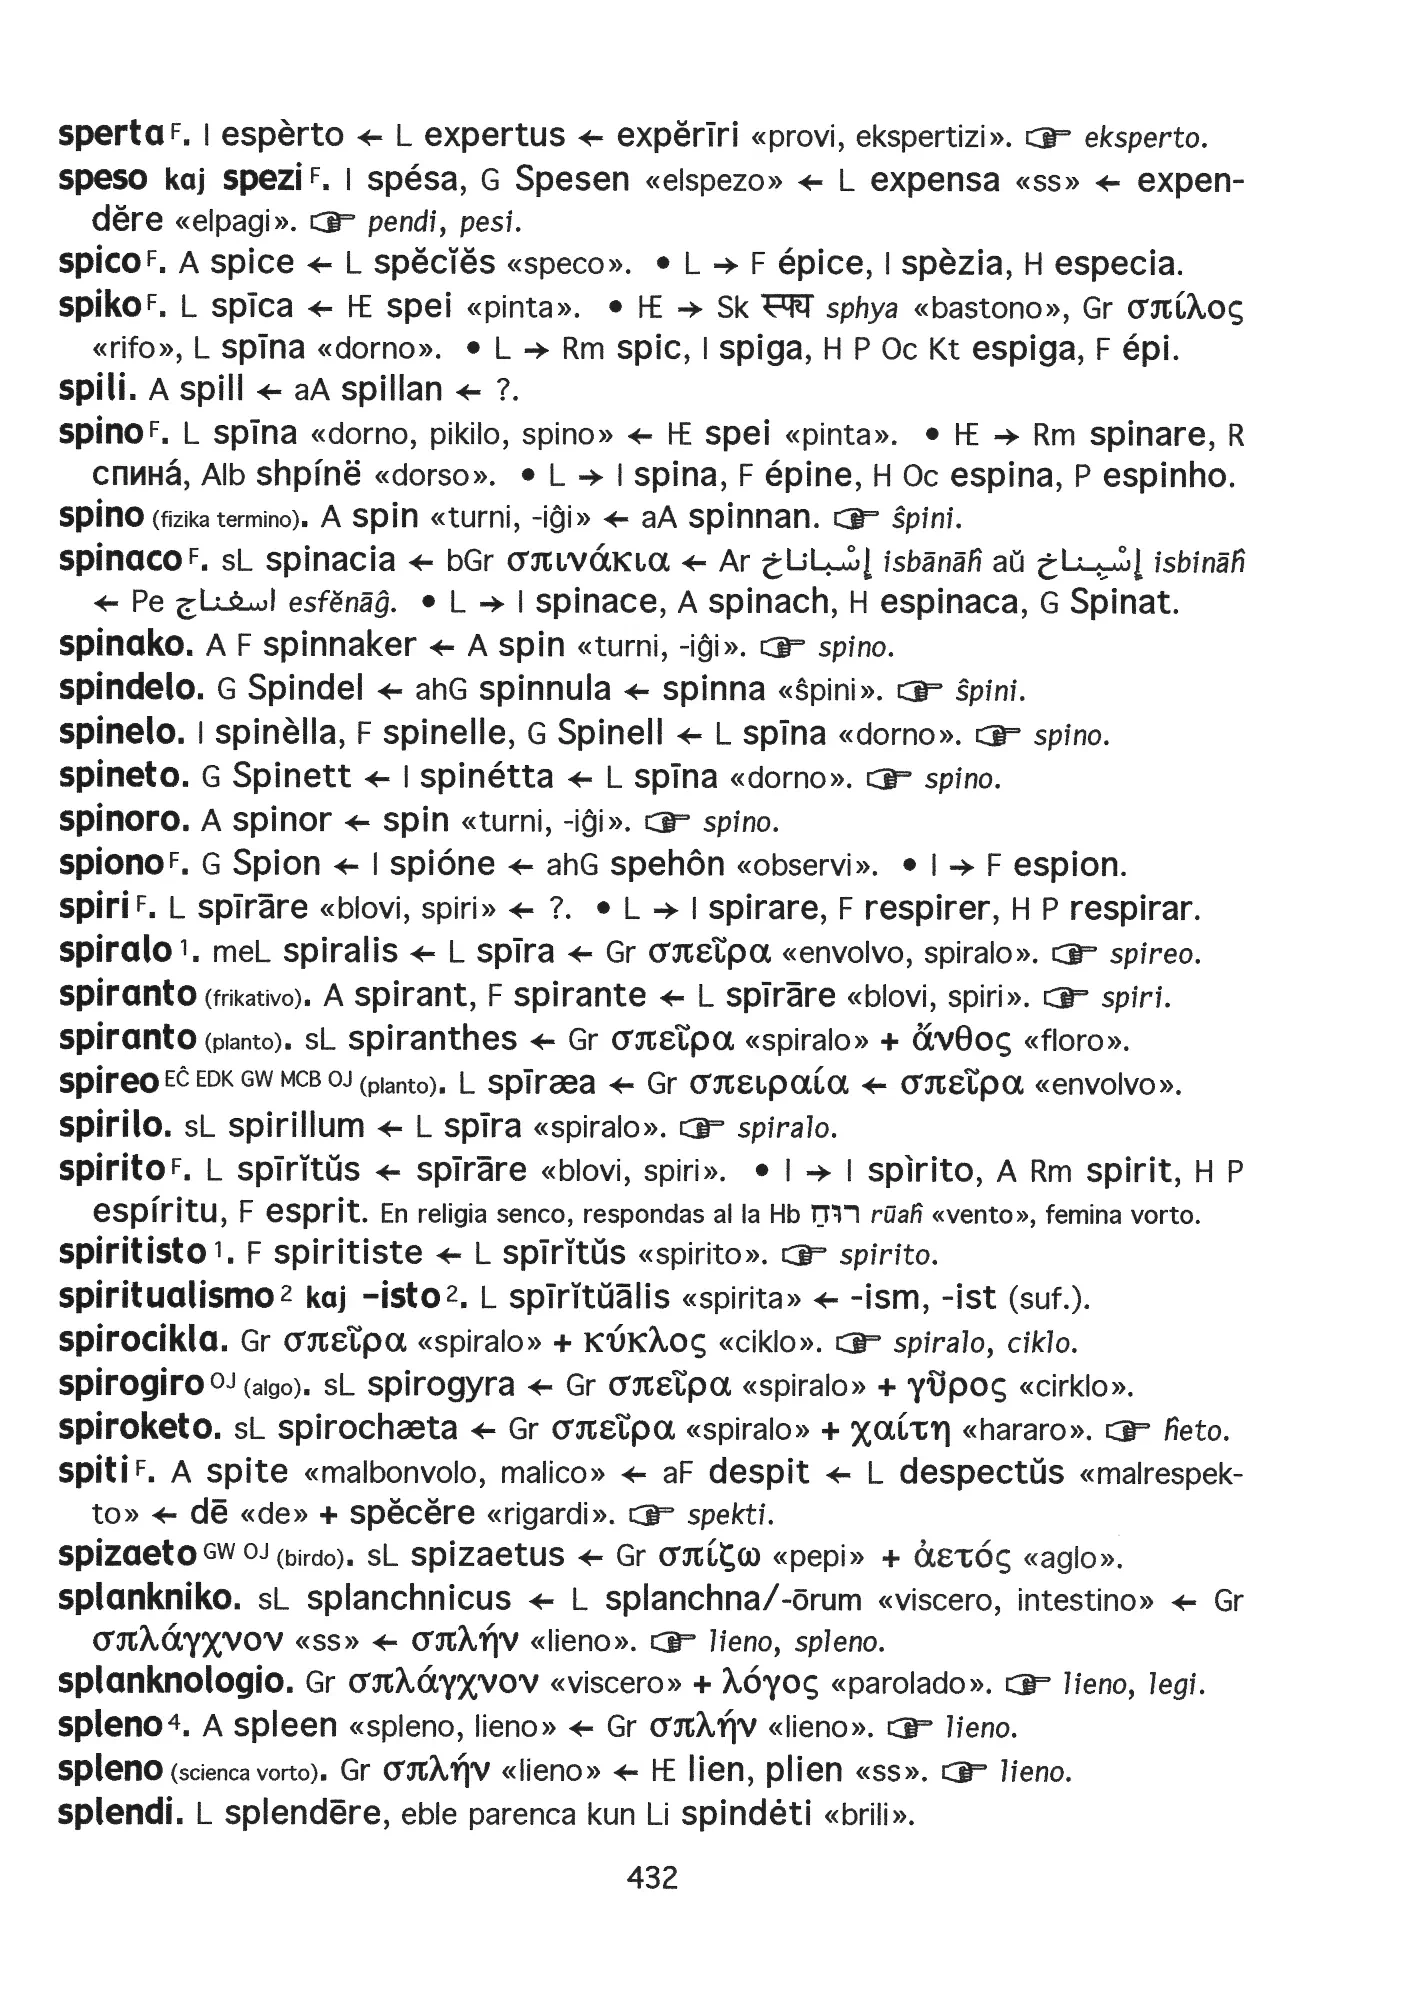 sperta F. I espèrto ← L expertus ← expĕrīri «provi, ekspertizi». ☞ eksperto.
speso kaj spezi F. I spésa, G Spesen «elspezo» ← L expensa «ss» ← expen-
dĕre «elpagi». ☞ pendi, pesi.
spico F. A spice ← L spĕcĭēs «speco». • L → F épice, I spèzia, H especia.
spiko F. L spīca ← IE spei «pinta». • IE → Sk स्फ्य sphya «bastono», Gr σπίλος
«rifo», L spīna «dorno». • L → Rm spic, I spiga, H P Oc Kt espiga, F épi.
spili. A spill ← aA spillan ← ?.
spino F. L spīna «dorno, pikilo, spino» ← IE spei «pinta». • IE → Rm spinare, R
спинá, Alb shpínë «dorso». • L → I spina, F épine, H Oc espina, P espinho.
spino (fizika termino). A spin «turni, -iĝi» ← aA spinnan. ☞ ŝpini.
spinaco F. sL spinacia ← bGr σπινάκια ← Ar إسْباناخ isbānāĥ aŭ إسْبِيناخ isbināĥ
← Pe اسفناج esfĕnāĝ. • L → I spinace, A spinach, H espinaca, G Spinat.
spinako. A F spinnaker ← A spin «turni, -iĝi». ☞ spino.
spindelo. G Spindel ← ahG spinnula ← spinna «ŝpini». ☞ ŝpini.
spinelo. I spinèlla, F spinelle, G Spinell ← L spīna «dorno». ☞ spino.
spineto. G Spinett ← I spinétta ← L spīna «dorno». ☞ spino.
spinoro. A spinor ← spin «turni, -iĝi». ☞ spino.
spiono F. G Spion ← I spióne ← ahG spehôn «observi». • I → F espion.
spiri F. L spīrāre «blovi, spiri» ← ?. • L → I spirare, F respirer, H P respirar.
spiralo 1. meL spiralis ← L spīra ← Gr σπεῖρα «envolvo, spiralo». ☞ spireo.
spiranto (frikativo). A spirant, F spirante ← L spīrāre «blovi, spiri». ☞ spiri.
spiranto (planto). sL spiranthes ← Gr σπεῖρα «spiralo» + ἄνθος «floro».
spireo EĈ EDK GW MCB OJ (planto). L spīræa ← Gr σπειραία ← σπεῖρα «envolvo».
spirilo. sL spirillum ← L spīra «spiralo». ☞ spiralo.
spirito F. L spīrĭtŭs ← spīrāre «blovi, spiri». • I → I spìrito, A Rm spirit, H P
espíritu, F esprit. En religia senco, respondas al la Hb רוּחַ rūaĥ «vento», femina vorto.
spiritisto 1. F spiritiste ← L spīrĭtŭs «spirito». ☞ spirito.
spiritualismo 2 kaj -isto 2. L spīrĭtŭālis «spirita» ← -ism, -ist (suf.).
spirocikla. Gr σπεῖρα «spiralo» + κύκλος «ciklo». ☞ spiralo, ciklo.
spirogiro OJ (algo). sL spirogyra ← Gr σπεῖρα «spiralo» + γῦρος «cirklo».
spiroketo. sL spirochæta ← Gr σπεῖρα «spiralo» + χαίτη «hararo». ☞ ĥeto.
spiti F. A spite «malbonvolo, malico» ← aF despit ← L despectŭs «malrespek-
to» ← dē «de» + spĕcĕre «rigardi». ☞ spekti.
spizaeto GW OJ (birdo). sL spizaetus ← Gr σπίζω «pepi» + ἀετός «aglo».
splankniko. sL splanchnicus ← L splanchna/-ōrum «viscero, intestino» ← Gr
σπλάγχνον «ss» ← σπλήν «lieno». ☞ lieno, spleno.
splanknologio. Gr σπλάγχνον «viscero» + λόγος «parolado». ☞ lieno, legi.
spleno 4. A spleen «spleno, lieno» ← Gr σπλήν «lieno». ☞ lieno.
spleno (scienca vorto). Gr σπλήν «lieno» ← IE lien, plien «ss». ☞ lieno.
splendi. L splendēre, eble parenca kun Li spindėti «brili».
432